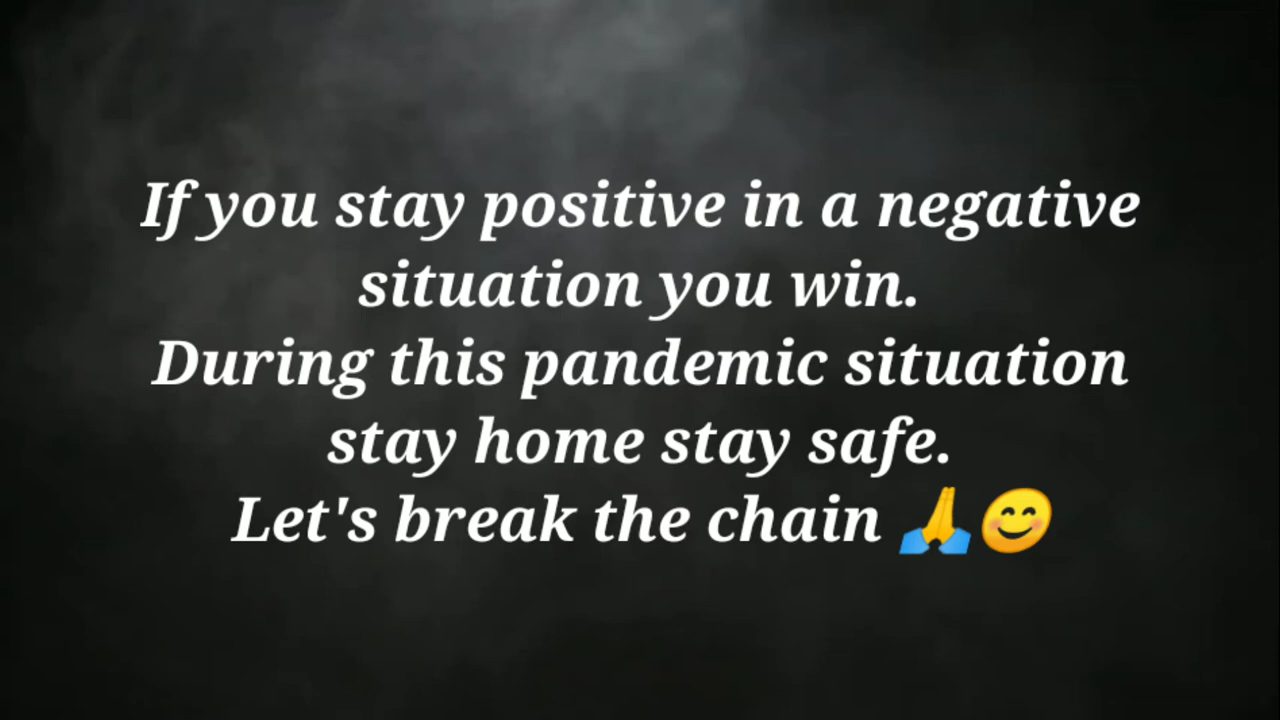 If you stay positive in a negative
situation you win.
During this pandemic situation
stay home stay safe.
Let's break the chain 🙏😊